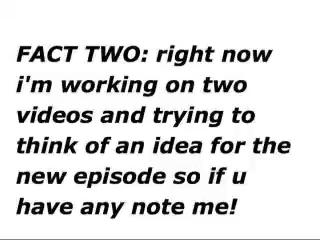 FACT TWO: right now
i'm working on two
videos and trying to
think of an idea for the
new episode so if u
have any note me!